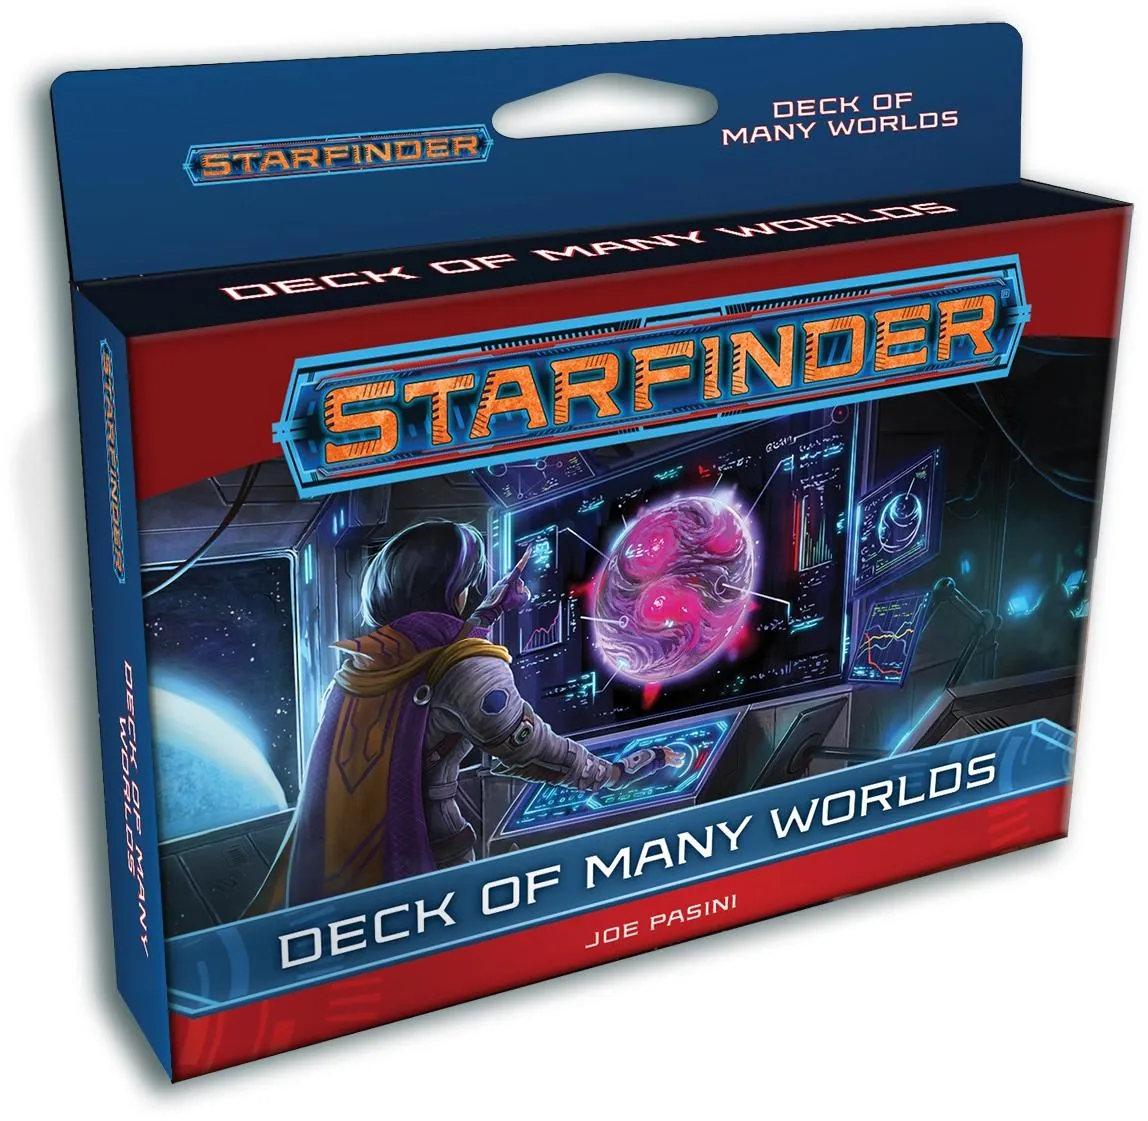 STARFINDER
DECK OF
MANY WORLDS
DECK OF MANY WORLDS
STARFINDER
STARFINDER
DECK OF MANY
WORLDS
DECK OF MANY WORLDS
JOE PASINI